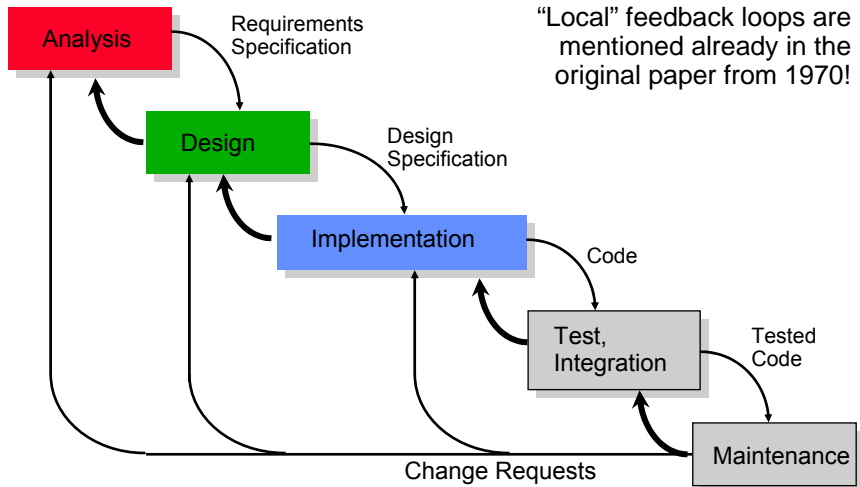 “Local” feedback loops are
mentioned already in the
original paper from 1970!
Analysis
Requirements
Specification
Design
Design
Specification
Implementation
Code
Test,
Integration
Tested
Code
Maintenance
Change Requests